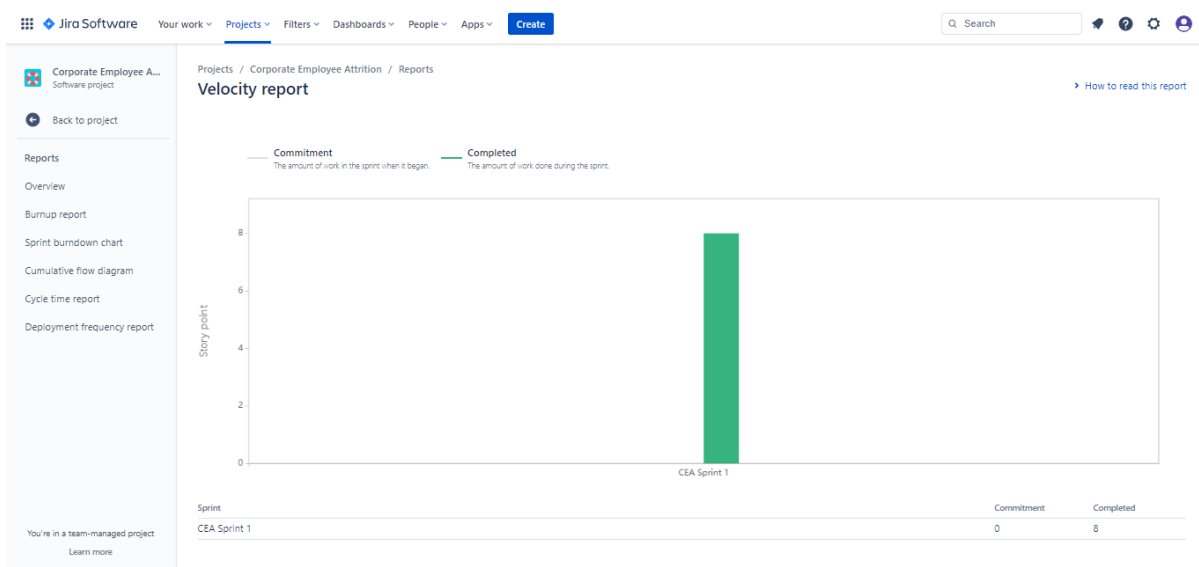 Jira Software Your work Projects Filters Dashboards People Apps Create Search
Corporate Employee A...
Software project
Back to project
Reports
Overview
Burnup report
Sprint burndown chart
Cumulative flow diagram
Cycle time report
Deployment frequency report
You're in a team-managed project
Learn more
Projects / Corporate Employee Attrition / Reports
Velocity report
How to read this report
Commitment
The amount of work in the sprint when it began.
Completed
The amount of work done during the sprint.
Story point
8
6
4
2
0
CEA Sprint 1
Sprint Commitment Completed
CEA Sprint 1 0 8